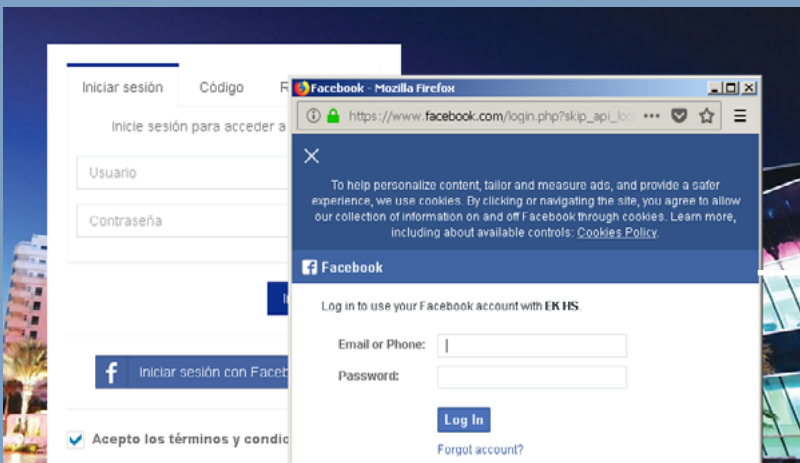 Iniciar sesión
Código
Inicie sesión para acceder a
Usuario
Contraseña
Iniciar sesión con Faceb
Acepto los términos y condic
Facebook - Mozilla Firefox
https://www.facebook.com/login.php?skip_api_log
To help personalize content, tailor and measure ads, and provide a safer
experience, we use cookies. By clicking or navigating the site, you agree to allow
our collection of information on and off Facebook through cookies. Learn more,
including about available controls: Cookies Policy.
Facebook
Log in to use your Facebook account with EK HS.
Email or Phone:
Password:
Log In
Forgot account?